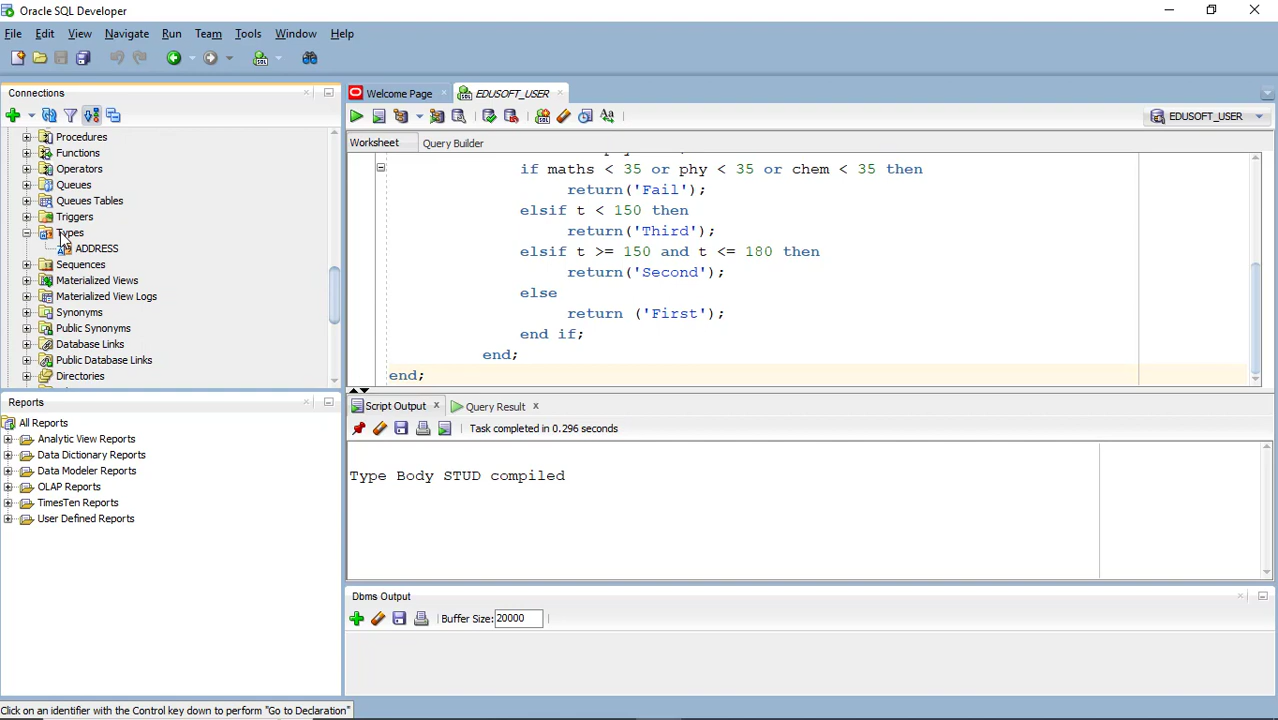 Oracle SQL Developer
File Edit View Navigate Run Team Tools Window Help
Connections
Procedures
Functions
Operators
Queues
Queues Tables
Triggers
Types
ADDRESS
Sequences
Materialized Views
Materialized View Logs
Synonyms
Public Synonyms
Database Links
Public Database Links
Directories
Reports
All Reports
Analytic View Reports
Data Dictionary Reports
Data Modeler Reports
OLAP Reports
TimesTen Reports
User Defined Reports
Welcome Page EDUSOFT_USER
EDUSOFT_USER
Worksheet Query Builder
if maths < 35 or phy < 35 or chem < 35 then
return('Fail');
elsif t < 150 then
return('Third');
elsif t >= 150 and t <= 180 then
return('Second');
else
return ('First');
end if;
end;
end;
Script Output x Query Result x
Task completed in 0.296 seconds
Type Body STUD compiled
Dbms Output
Buffer Size: 20000
Click on an identifier with the Control key down to perform "Go to Declaration"